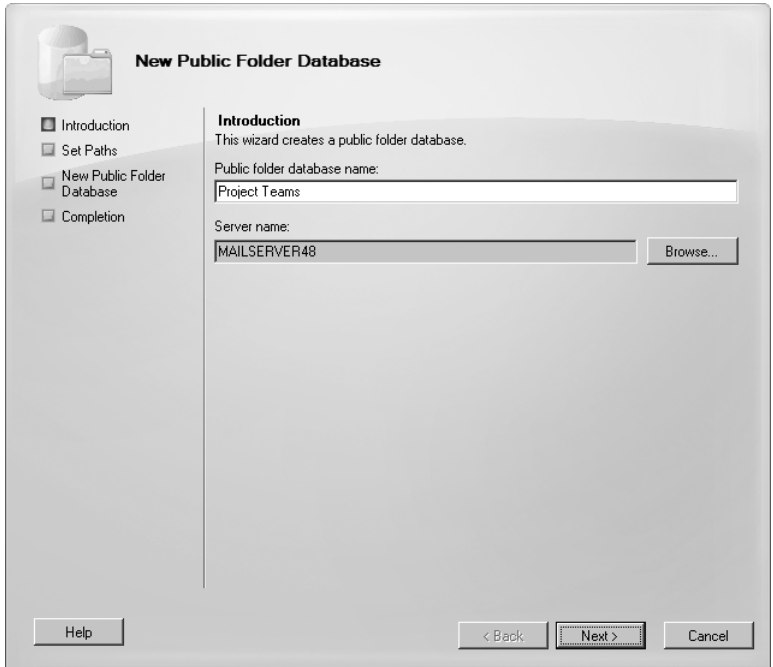 New Public Folder Database
Introduction
Set Paths
New Public Folder
Database
Completion
Introduction
This wizard creates a public folder database.
Public folder database name:
Project Teams
Server name:
MAILSERVER48
Browse...
Help
< Back
Next >
Cancel